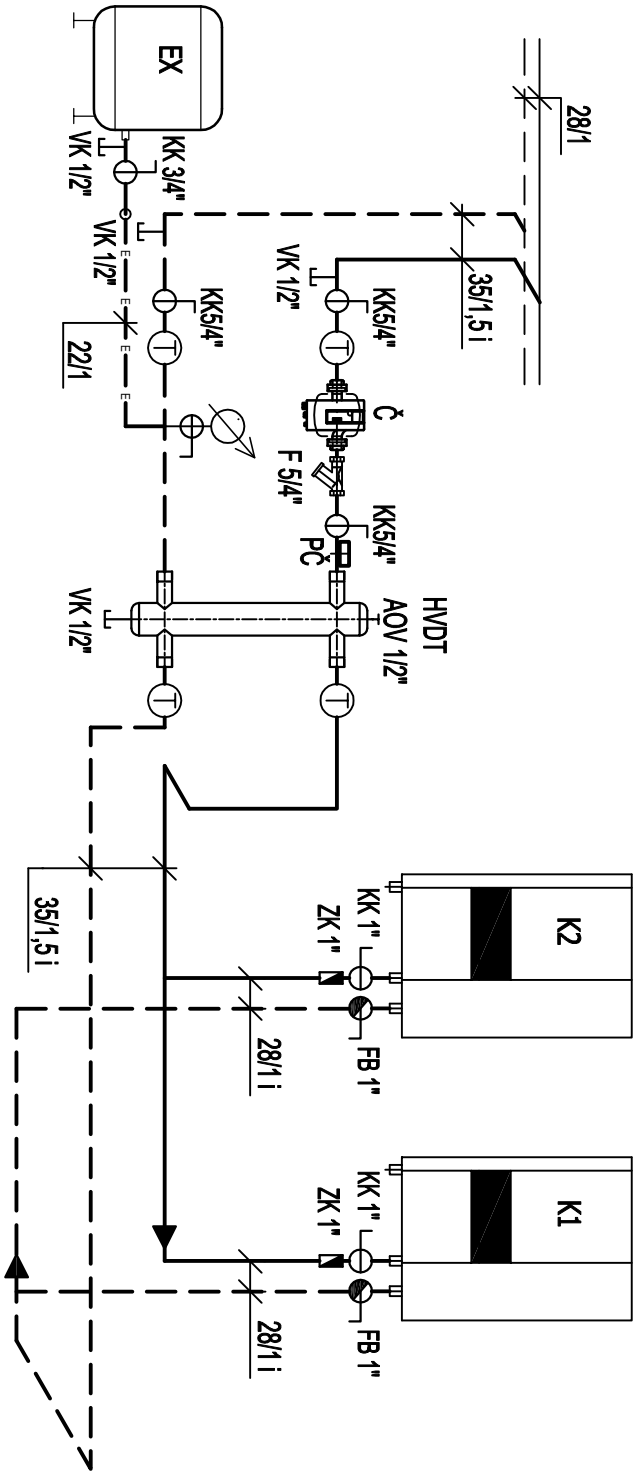 28/1
K2
K1
35/1,5 i
HVDT
AOV 1/2"
KK5/4"
Č
KK5/4"
KK 1"
FB 1"
KK 1"
FB 1"
T
T
ZK 1"
ZK 1"
PČ
F 5/4"
VK 1/2"
28/1 i
28/1 i
KK5/4"
EX
KK 3/4"
T
T
E E E E
VK 1/2"
VK 1/2"
22/1
VK 1/2"
35/1,5 i